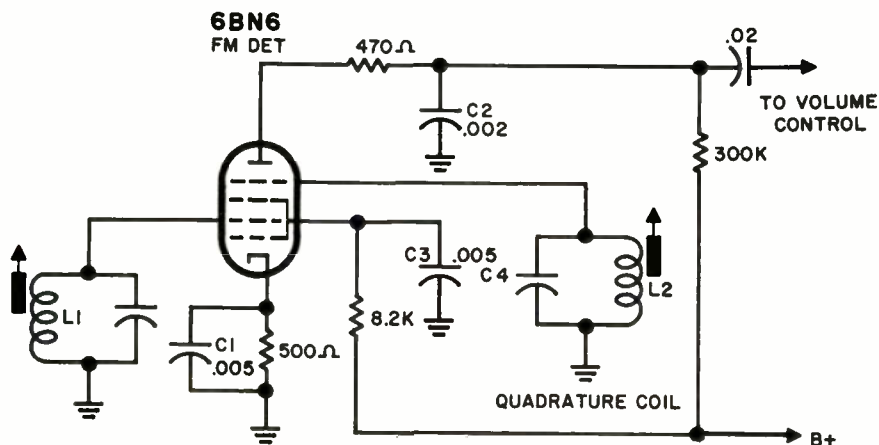 6BN6
FM DET
470Ω
.02
C2
.002
TO VOLUME
CONTROL
300K
C3
.005
C4
L2
L1
8.2K
C1
.005
500Ω
QUADRATURE COIL
B+